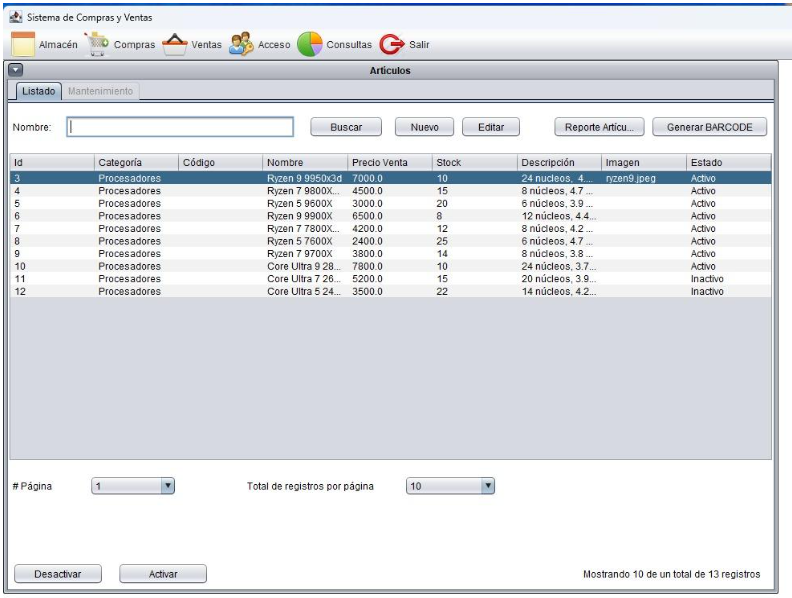 Sistema de Compras y Ventas
Almacén Compras Ventas Acceso Consultas Salir
Articulos
Listado Mantenimiento
Nombre: Buscar Nuevo Editar Reporte Artícu... Generar BARCODE
Id Categoría Código Nombre Precio Venta Stock Descripción Imagen Estado
3 Procesadores Ryzen 9 9950x3d 7000.0 10 24 nucleos, 4.... ryzen9.jpeg Activo
4 Procesadores Ryzen 7 9800X... 4500.0 15 8 núcleos, 4.7 ... Activo
5 Procesadores Ryzen 5 9600X 3000.0 20 6 núcleos, 3.9 ... Activo
6 Procesadores Ryzen 9 9900X 6500.0 8 12 núcleos, 4.4... Activo
7 Procesadores Ryzen 7 7800X... 4200.0 12 8 núcleos, 4.2 ... Activo
8 Procesadores Ryzen 5 7600X 2400.0 25 6 núcleos, 4.7 ... Activo
9 Procesadores Ryzen 7 9700X 3800.0 14 8 núcleos, 3.8 ... Activo
10 Procesadores Core Ultra 9 28... 7800.0 10 24 núcleos, 3.7... Activo
11 Procesadores Core Ultra 7 26... 5200.0 15 20 núcleos, 3.9... Inactivo
12 Procesadores Core Ultra 5 24... 3500.0 22 14 núcleos, 4.2... Inactivo
# Página 1 Total de registros por página 10
Desactivar Activar Mostrando 10 de un total de 13 registros